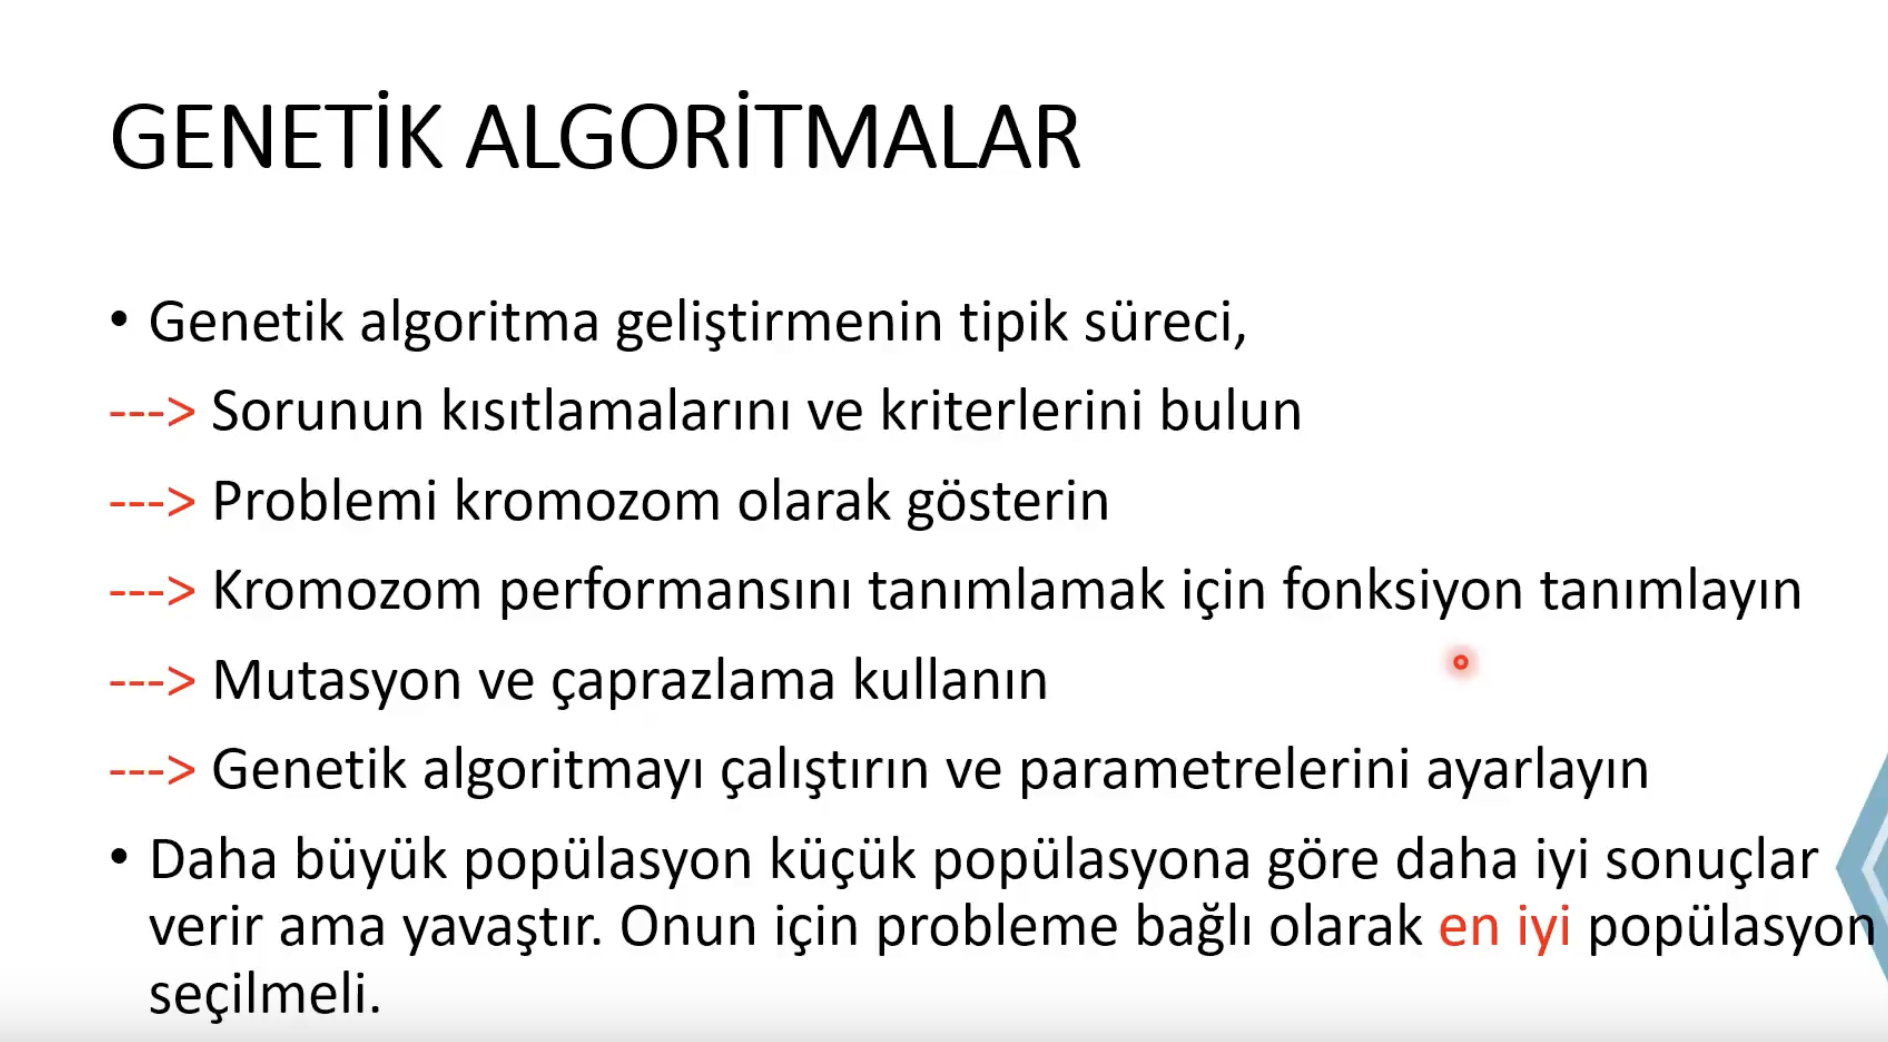 GENETİK ALGORİTMALAR
• Genetik algoritma geliştirmenin tipik süreci,
---> Sorunun kısıtlamalarını ve kriterlerini bulun
---> Problemi kromozom olarak gösterin
---> Kromozom performansını tanımlamak için fonksiyon tanımlayın
---> Mutasyon ve çaprazlama kullanın
---> Genetik algoritmayı çalıştırın ve parametrelerini ayarlayın
• Daha büyük popülasyon küçük popülasyona göre daha iyi sonuçlar
verir ama yavaştır. Onun için probleme bağlı olarak en iyi popülasyon
seçilmeli.